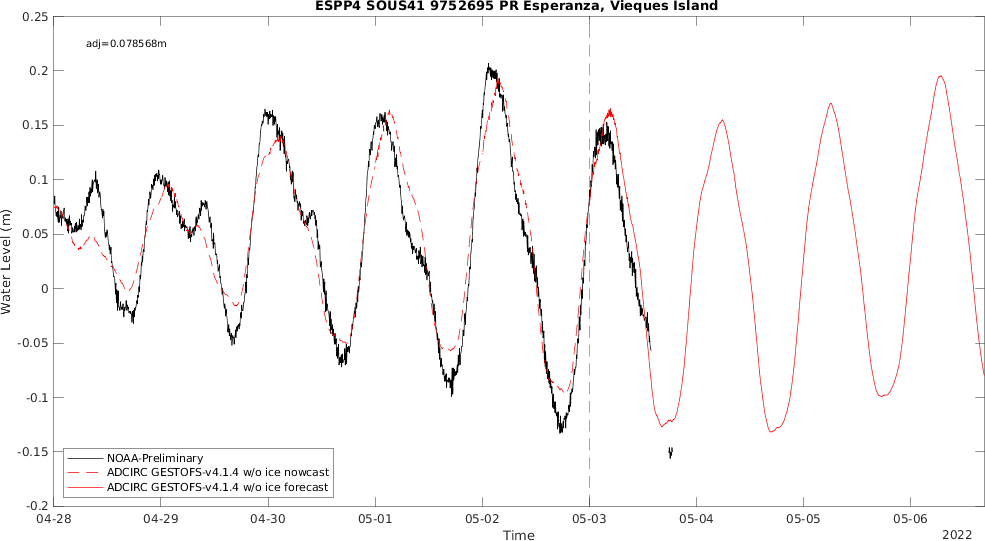 ESPP4 SOUS41 9752695 PR Esperanza, Vieques Island
0.25
adj=0.078568m
0.2
0.15
0.1
0.05
0
-0.05
-0.1
-0.15
-0.2
Water Level (m)
NOAA-Preliminary
ADCIRC GESTOFS-v4.1.4 w/o ice nowcast
ADCIRC GESTOFS-v4.1.4 w/o ice forecast
04-28 04-29 04-30 05-01 05-02 05-03 05-04 05-05 05-06
Time
2022